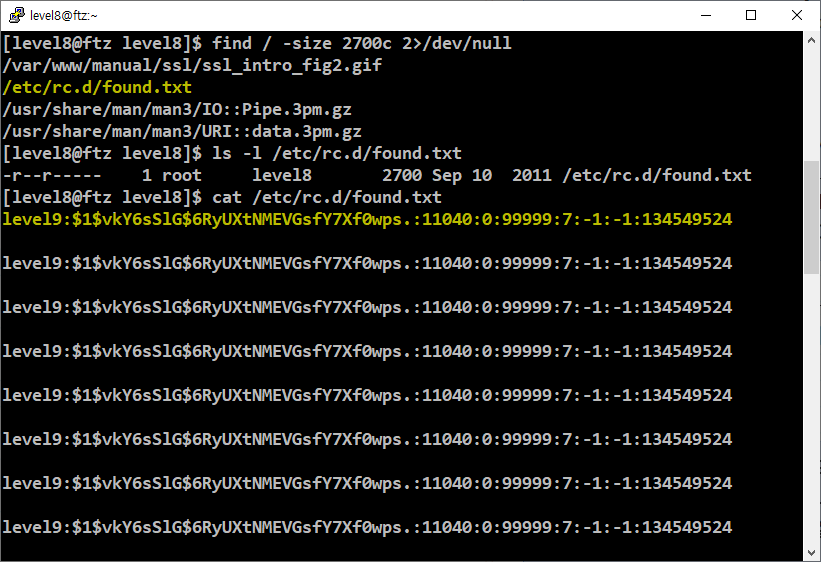 level8@ftz:~
[level8@ftz level8]$ find / -size 2700c 2>/dev/null
/var/www/manual/ssl/ssl_intro_fig2.gif
/etc/rc.d/found.txt
/usr/share/man/man3/IO::Pipe.3pm.gz
/usr/share/man/man3/URI::data.3pm.gz
[level8@ftz level8]$ ls -l /etc/rc.d/found.txt
-r--r-----    1 root     level8       2700 Sep 10  2011 /etc/rc.d/found.txt
[level8@ftz level8]$ cat /etc/rc.d/found.txt
level9:$1$vkY6sSlG$6RyUXtNMEVGsfY7Xf0wps.:11040:0:99999:7:-1:-1:134549524
level9:$1$vkY6sSlG$6RyUXtNMEVGsfY7Xf0wps.:11040:0:99999:7:-1:-1:134549524
level9:$1$vkY6sSlG$6RyUXtNMEVGsfY7Xf0wps.:11040:0:99999:7:-1:-1:134549524
level9:$1$vkY6sSlG$6RyUXtNMEVGsfY7Xf0wps.:11040:0:99999:7:-1:-1:134549524
level9:$1$vkY6sSlG$6RyUXtNMEVGsfY7Xf0wps.:11040:0:99999:7:-1:-1:134549524
level9:$1$vkY6sSlG$6RyUXtNMEVGsfY7Xf0wps.:11040:0:99999:7:-1:-1:134549524
level9:$1$vkY6sSlG$6RyUXtNMEVGsfY7Xf0wps.:11040:0:99999:7:-1:-1:134549524
level9:$1$vkY6sSlG$6RyUXtNMEVGsfY7Xf0wps.:11040:0:99999:7:-1:-1:134549524